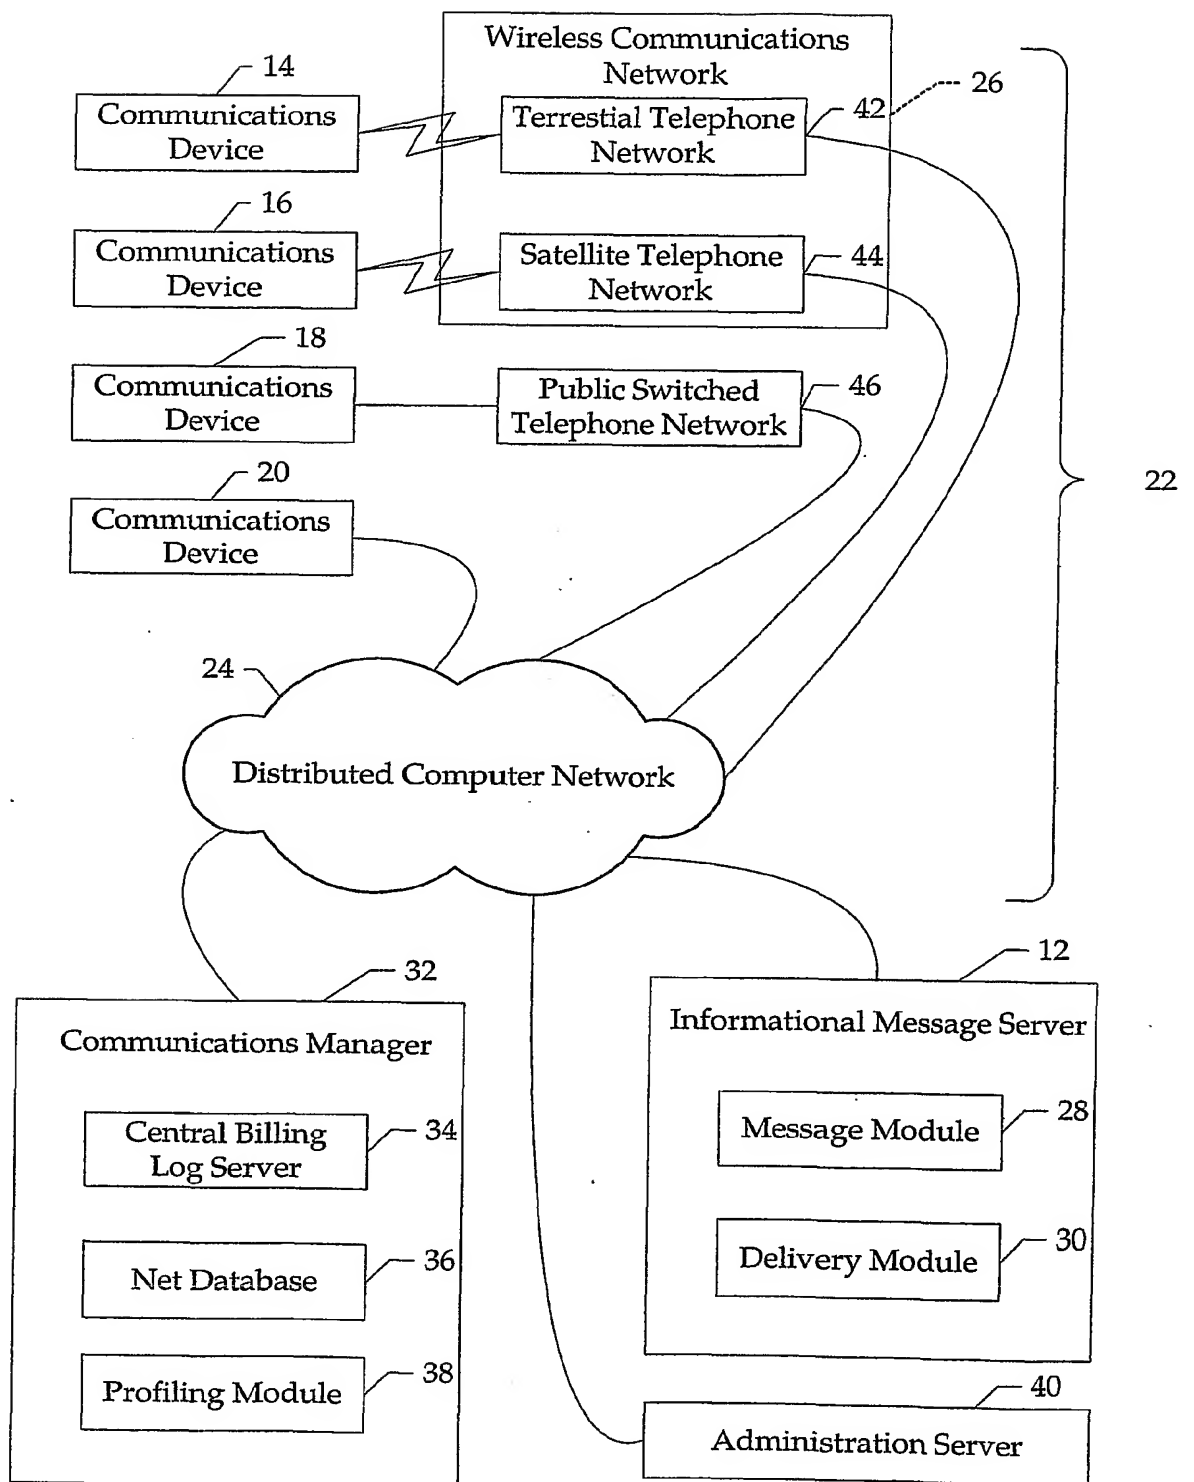 Wireless Communications
Network
14
26
Communications
Device
Terrestial Telephone
Network
42
16
Communications
Device
Satellite Telephone
Network
44
18
Communications
Device
Public Switched
Telephone Network
46
22
20
Communications
Device
24
Distributed Computer Network
32
Communications Manager
Central Billing
Log Server
34
Net Database
36
Profiling Module
38
12
Informational Message Server
Message Module
28
Delivery Module
30
40
Administration Server